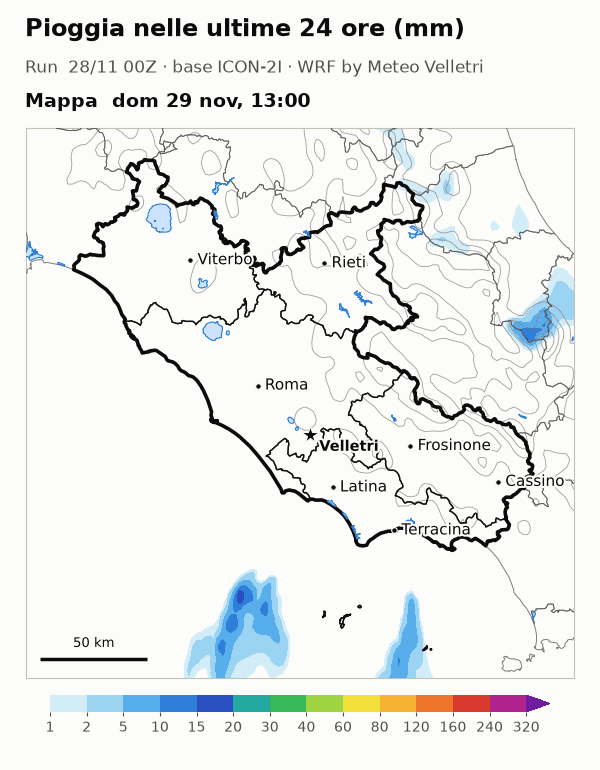 Pioggia nelle ultime 24 ore (mm)
Run  28/11 00Z · base ICON-2I · WRF by Meteo Velletri
Mappa  dom 29 nov, 13:00
Viterbo
Rieti
Roma
Velletri
Frosinone
Cassino
Latina
Terracina
50 km
1 2 5 10 15 20 30 40 60 80 120 160 240 320